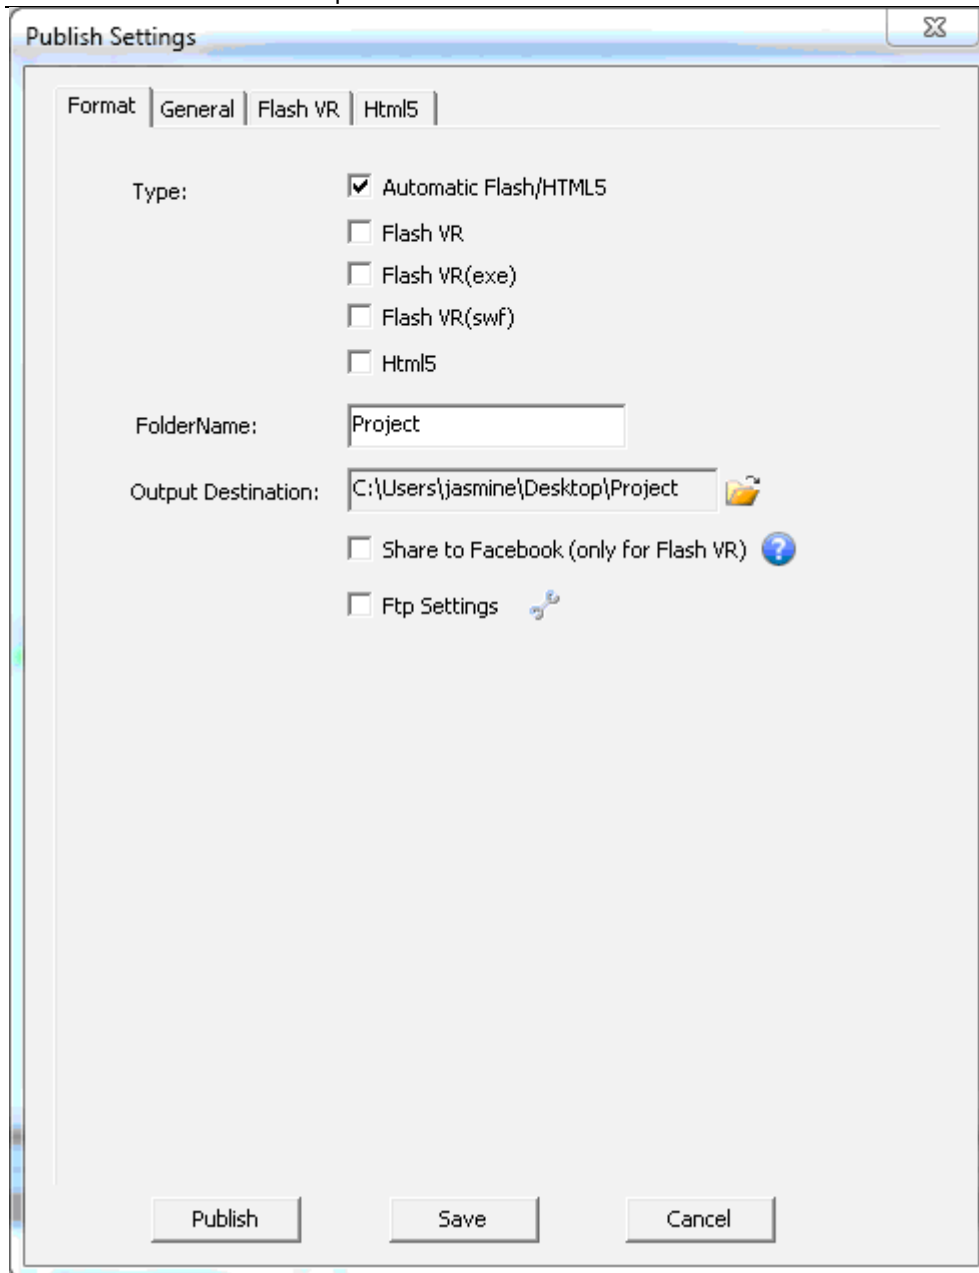 Publish Settings
Format General Flash VR Html5
Type:
Automatic Flash/HTML5
Flash VR
Flash VR(exe)
Flash VR(swf)
Html5
FolderName: Project
Output Destination: C:\Users\jasmine\Desktop\Project
Share to Facebook (only for Flash VR) ?
Ftp Settings
Publish Save Cancel